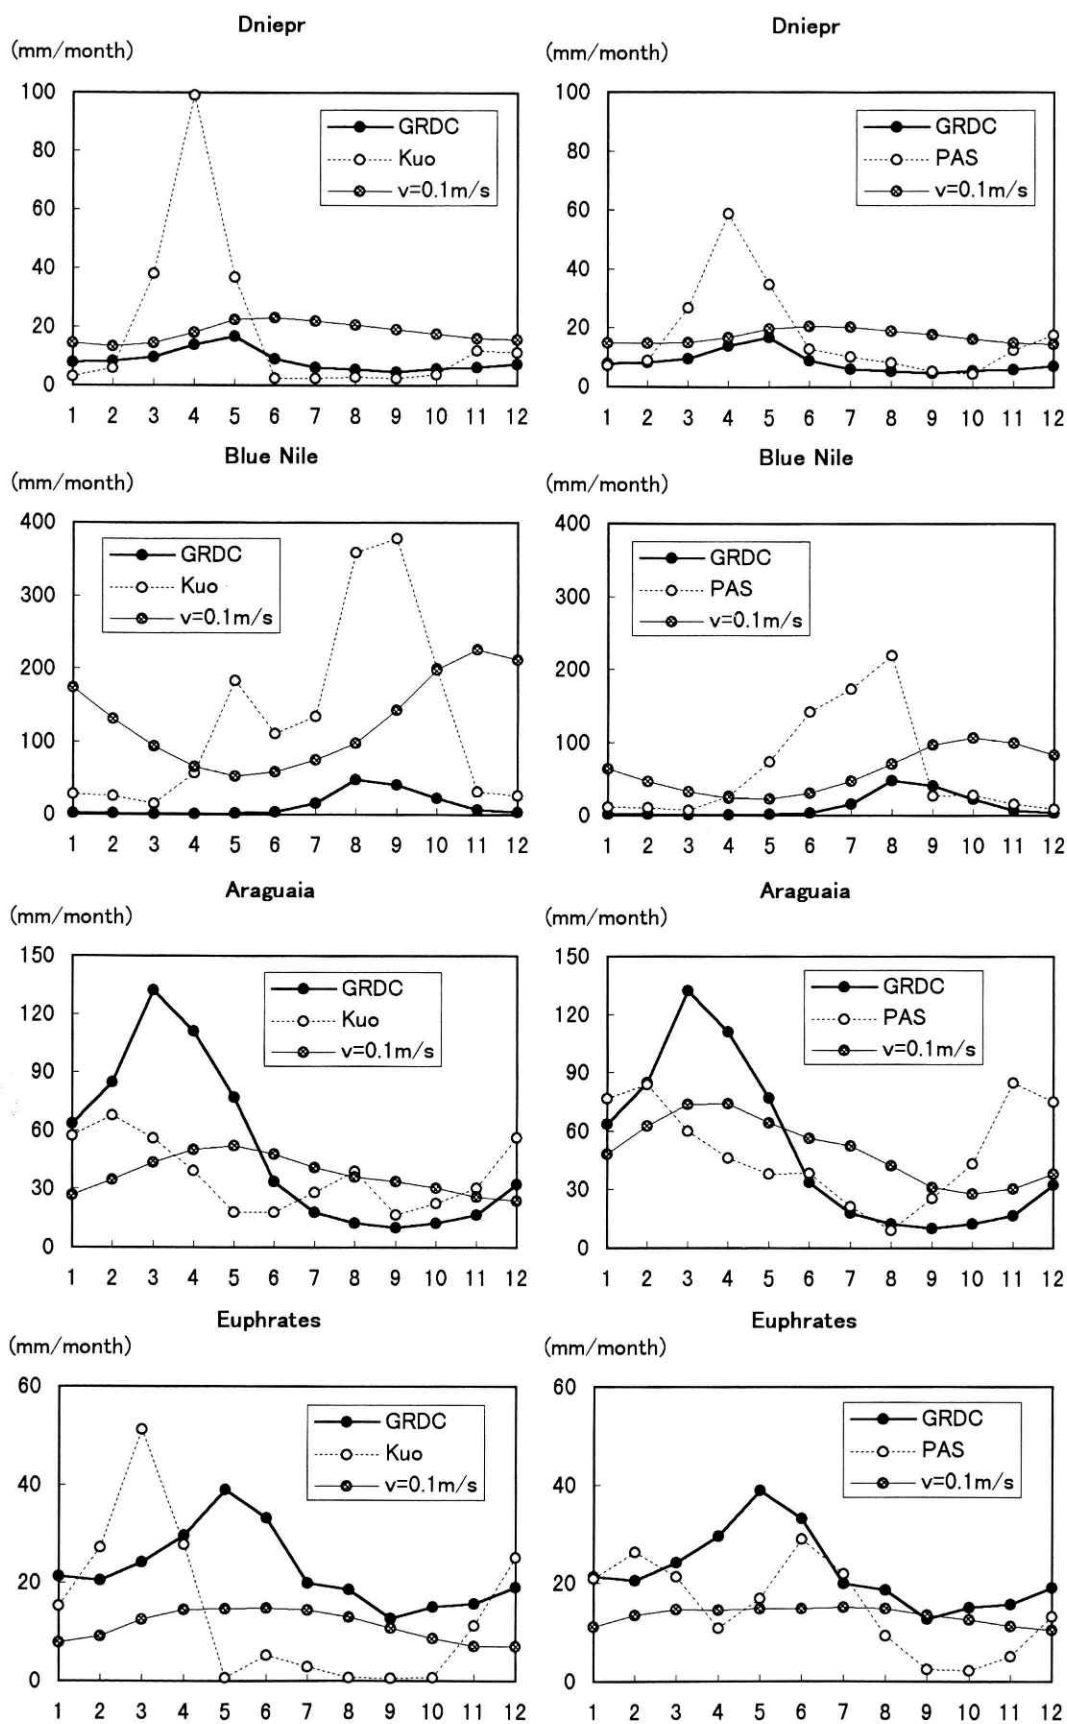 Dniepr
(mm/month)
100
80
60
40
20
0
GRDC
Kuo
v=0.1m/s
1 2 3 4 5 6 7 8 9 10 11 12
Dniepr
(mm/month)
100
80
60
40
20
0
GRDC
PAS
v=0.1m/s
1 2 3 4 5 6 7 8 9 10 11 12
Blue Nile
(mm/month)
400
300
200
100
0
GRDC
Kuo
v=0.1m/s
1 2 3 4 5 6 7 8 9 10 11 12
Blue Nile
(mm/month)
400
300
200
100
0
GRDC
PAS
v=0.1m/s
1 2 3 4 5 6 7 8 9 10 11 12
Araguaia
(mm/month)
150
120
90
60
30
0
GRDC
Kuo
v=0.1m/s
1 2 3 4 5 6 7 8 9 10 11 12
Araguaia
(mm/month)
150
120
90
60
30
0
GRDC
PAS
v=0.1m/s
1 2 3 4 5 6 7 8 9 10 11 12
Euphrates
(mm/month)
60
40
20
0
GRDC
Kuo
v=0.1m/s
1 2 3 4 5 6 7 8 9 10 11 12
Euphrates
(mm/month)
60
40
20
0
GRDC
PAS
v=0.1m/s
1 2 3 4 5 6 7 8 9 10 11 12